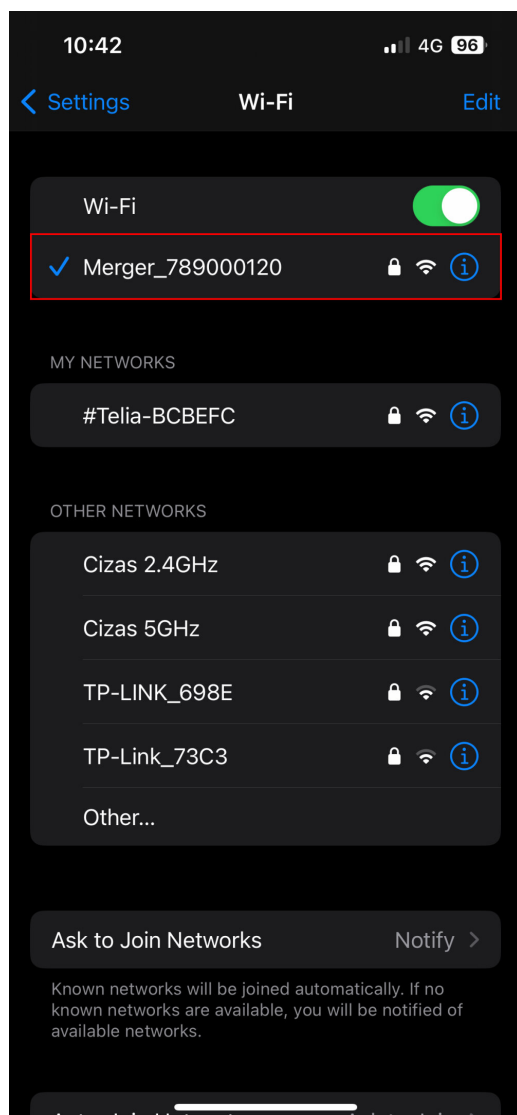 10:42 4G 96
Settings Wi-Fi Edit
Wi-Fi
Merger_789000120
MY NETWORKS
#Telia-BCBEFC
OTHER NETWORKS
Cizas 2.4GHz
Cizas 5GHz
TP-LINK_698E
TP-Link_73C3
Other...
Ask to Join Networks Notify
Known networks will be joined automatically. If no
known networks are available, you will be notified of
available networks.